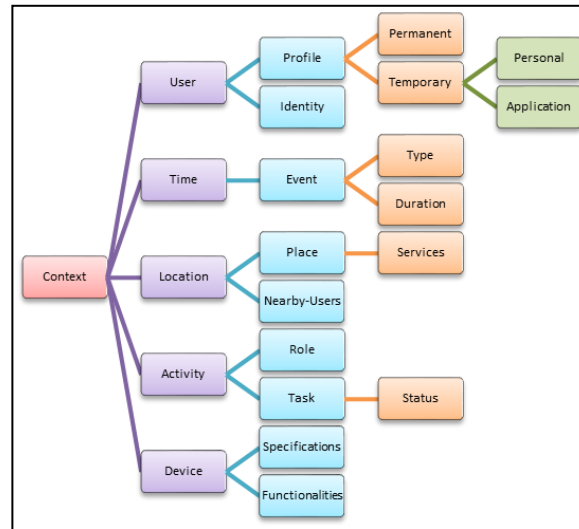 Permanent
Profile
Personal
User
Temporary
Identity
Application
Type
Time
Event
Duration
Place
Services
Context
Location
Nearby-Users
Role
Activity
Task
Status
Specifications
Device
Functionalities